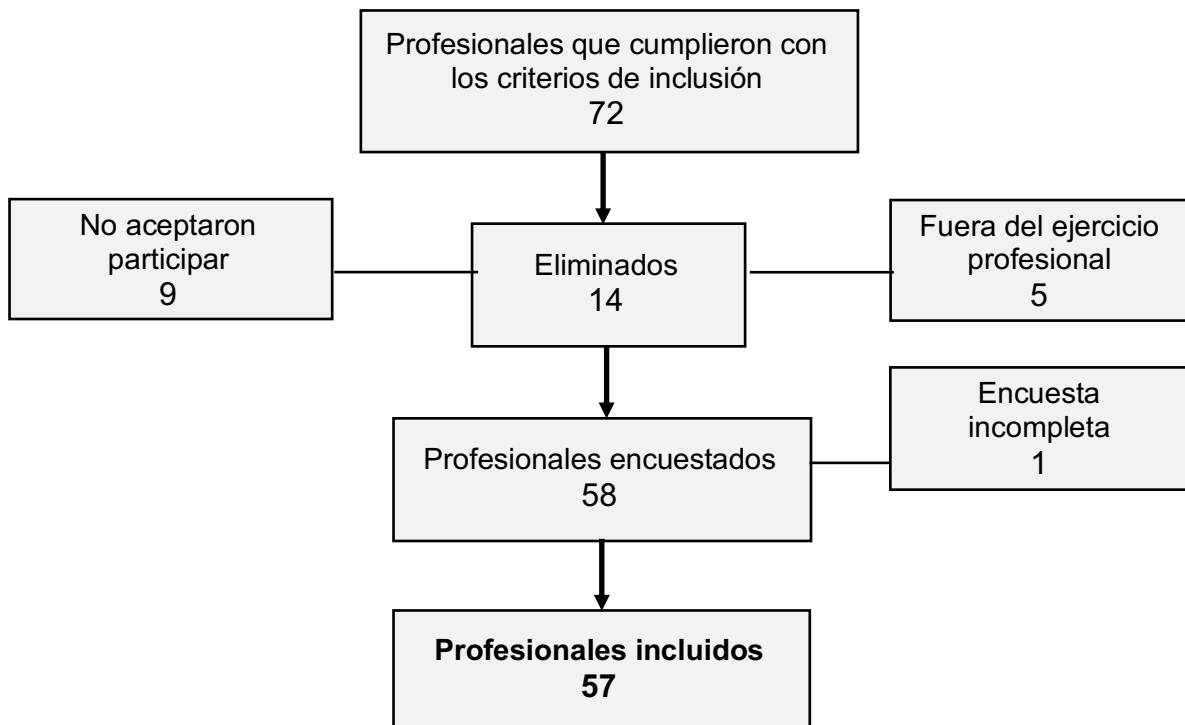 Profesionales que cumplieron con
los criterios de inclusión
72
No aceptaron
participar
9
Eliminados
14
Fuera del ejercicio
profesional
5
Profesionales encuestados
58
Encuesta
incompleta
1
Profesionales incluidos
57